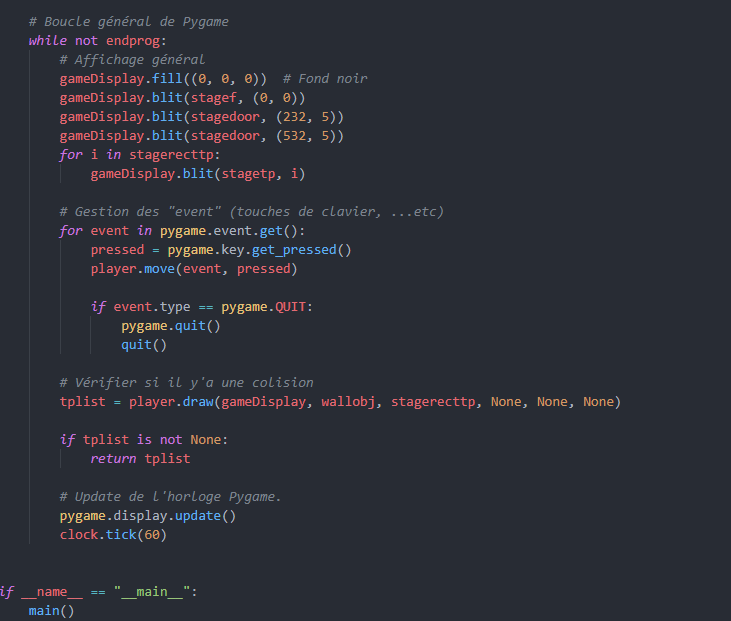 # Boucle général de Pygame
while not endprog:
# Affichage général
gameDisplay.fill((0, 0, 0))  # Fond noir
gameDisplay.blit(stagef, (0, 0))
gameDisplay.blit(stagedoor, (232, 5))
gameDisplay.blit(stagedoor, (532, 5))
for i in stagerecttp:
gameDisplay.blit(stagetp, i)
# Gestion des "event" (touches de clavier, ...etc)
for event in pygame.event.get():
pressed = pygame.key.get_pressed()
player.move(event, pressed)
if event.type == pygame.QUIT:
pygame.quit()
quit()
# Vérifier si il y'a une colision
tplist = player.draw(gameDisplay, wallobj, stagerecttp, None, None, None)
if tplist is not None:
return tplist
# Update de l'horloge Pygame.
pygame.display.update()
clock.tick(60)
if __name__ == "__main__":
main()